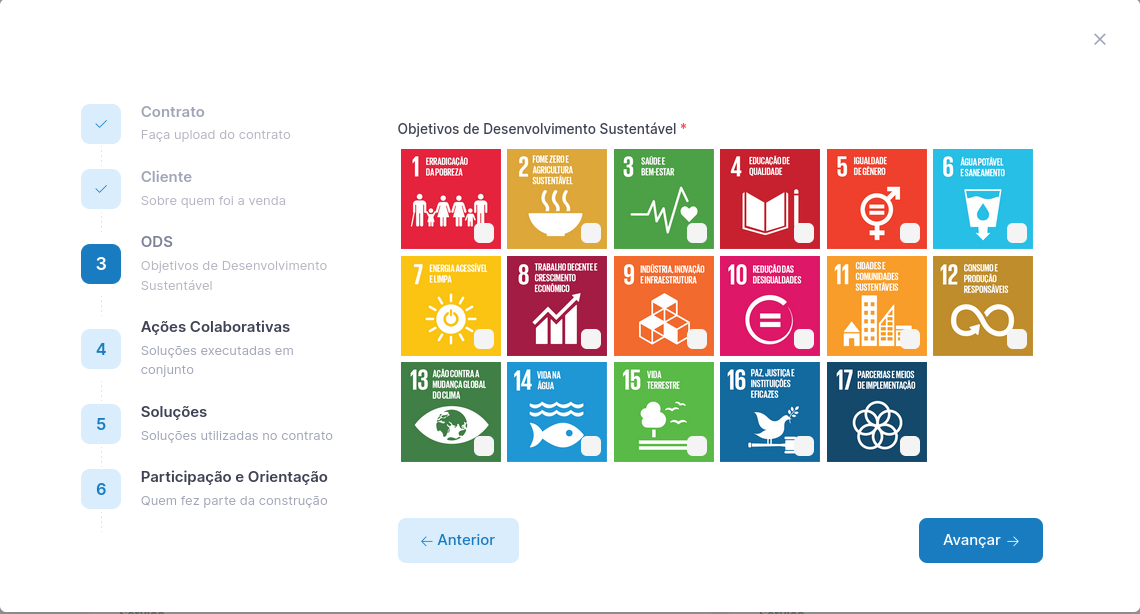 Contrato
Faça upload do contrato
Cliente
Sobre quem foi a venda
3
ODS
Objetivos de Desenvolvimento
Sustentável
4
Ações Colaborativas
Soluções executadas em
conjunto
5
Soluções
Soluções utilizadas no contrato
6
Participação e Orientação
Quem fez parte da construção
Objetivos de Desenvolvimento Sustentável *
1 ERRADICAÇÃO
DA POBREZA
2 FOME ZERO E
AGRICULTURA
SUSTENTÁVEL
3 SAÚDE E
BEM-ESTAR
4 EDUCAÇÃO DE
QUALIDADE
5 IGUALDADE
DE GÊNERO
6 ÁGUA POTÁVEL
E SANEAMENTO
7 ENERGIA ACESSÍVEL
E LIMPA
8 TRABALHO DECENTE E
CRESCIMENTO
ECONÔMICO
9 INDÚSTRIA, INOVAÇÃO
E INFRAESTRUTURA
10 REDUÇÃO DAS
DESIGUALDADES
11 CIDADES E
COMUNIDADES
SUSTENTÁVEIS
12 CONSUMO E
PRODUÇÃO
RESPONSÁVEIS
13 AÇÃO CONTRA A
MUDANÇA GLOBAL
DO CLIMA
14 VIDA NA
ÁGUA
15 VIDA
TERRESTRE
16 PAZ, JUSTIÇA E
INSTITUIÇÕES
EFICAZES
17 PARCERIAS E MEIOS
DE IMPLEMENTAÇÃO
← Anterior
Avançar →